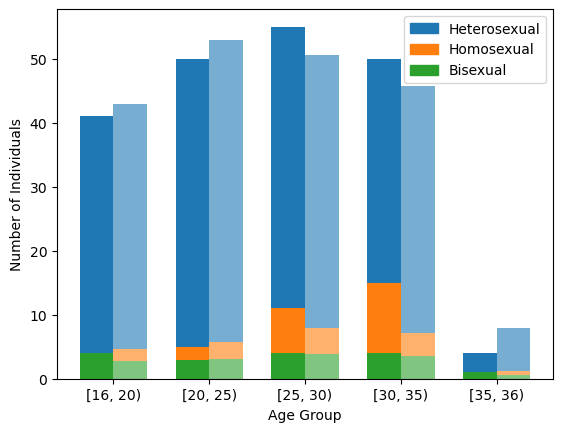 Heterosexual
Homosexual
Bisexual
50
40
30
20
10
0
Number of Individuals
[16, 20)
[20, 25)
[25, 30)
[30, 35)
[35, 36)
Age Group